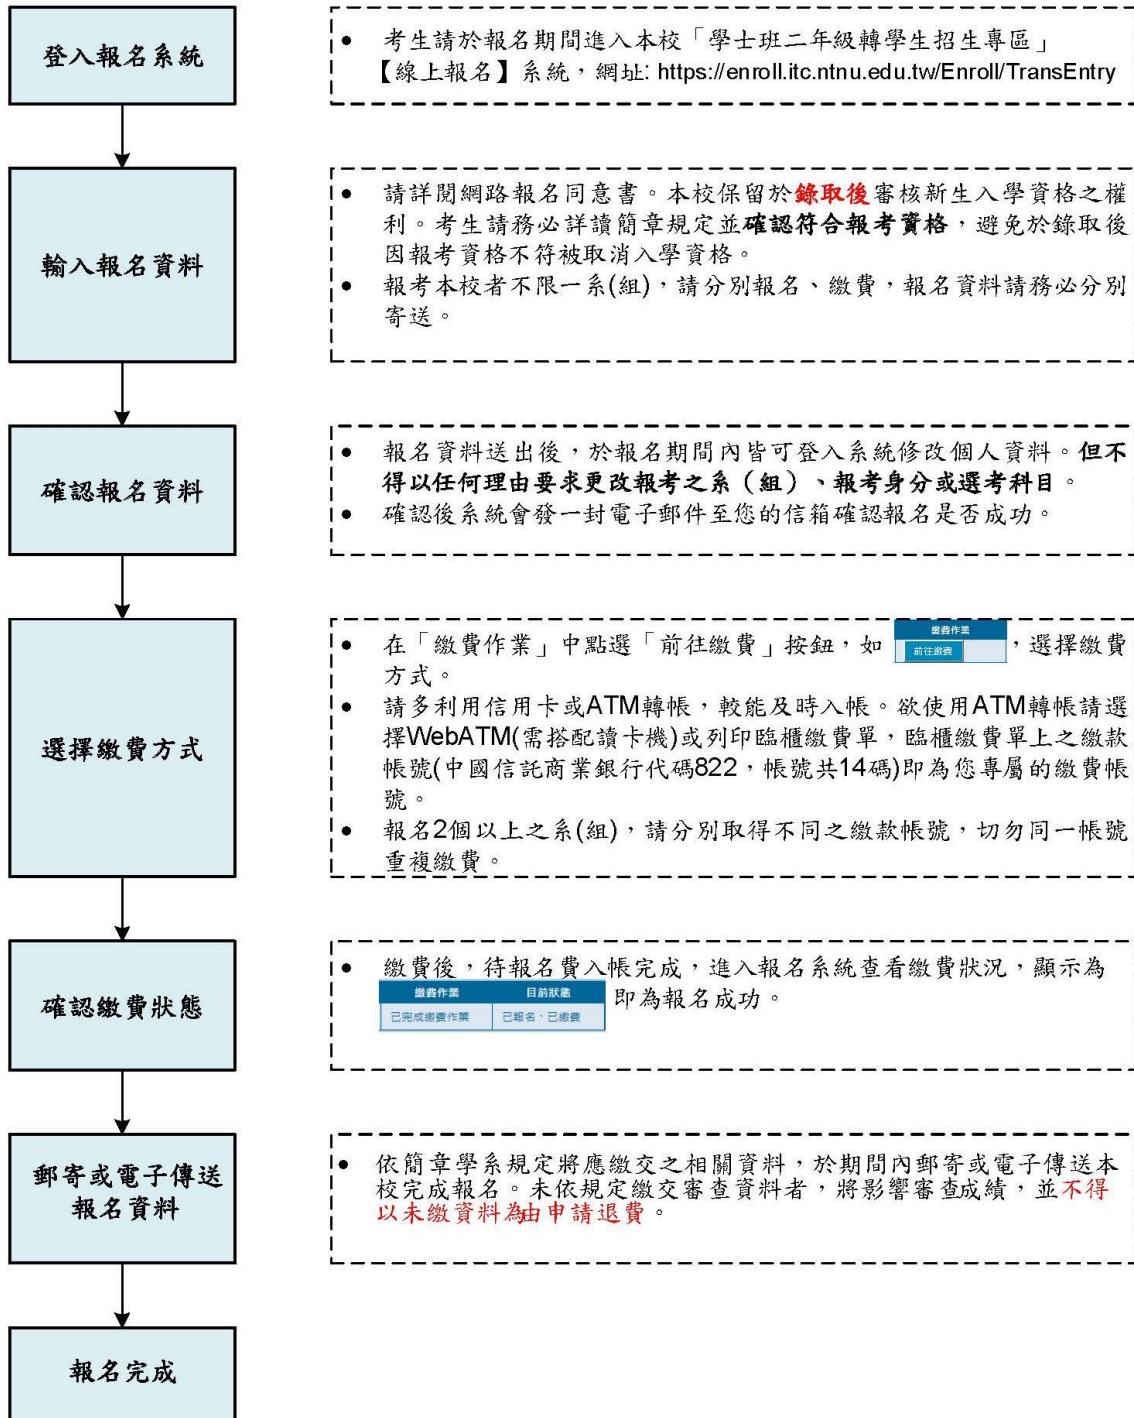 登入報名系統
● 考生請於報名期間進入本校「學士班二年級轉學生招生專區」
【線上報名】系統，網址: https://enroll.itc.ntnu.edu.tw/Enroll/TransEntry
輸入報名資料
● 請詳閱網路報名同意書。本校保留於錄取後審核新生入學資格之權
利。考生請務必詳讀簡章規定並確認符合報考資格，避免於錄取後
因報考資格不符被取消入學資格。
● 報考本校者不限一系(組)，請分別報名、繳費，報名資料請務必分別
寄送。
確認報名資料
● 報名資料送出後，於報名期間內皆可登入系統修改個人資料。但不
得以任何理由要求更改報考之系（組）、報考身分或選考科目。
● 確認後系統會發一封電子郵件至您的信箱確認報名是否成功。
選擇繳費方式
● 在「繳費作業」中點選「前往繳費」按鈕，如 繳費作業 前往繳費 ，選擇繳費
方式。
● 請多利用信用卡或ATM轉帳，較能及時入帳。欲使用ATM轉帳請選
擇WebATM(需搭配讀卡機)或列印臨櫃繳費單，臨櫃繳費單上之繳款
帳號(中國信託商業銀行代碼822，帳號共14碼)即為您專屬的繳費帳
號。
● 報名2個以上之系(組)，請分別取得不同之繳款帳號，切勿同一帳號
重複繳費。
確認繳費狀態
● 繳費後，待報名費入帳完成，進入報名系統查看繳費狀況，顯示為
繳費作業 目前狀態
已完成繳費作業 已報名，已繳費 即為報名成功。
郵寄或電子傳送
報名資料
● 依簡章學系規定將應繳交之相關資料，於期間內郵寄或電子傳送本
校完成報名。未依規定繳交審查資料者，將影響審查成績，並不得
以未繳資料為由申請退費。
報名完成